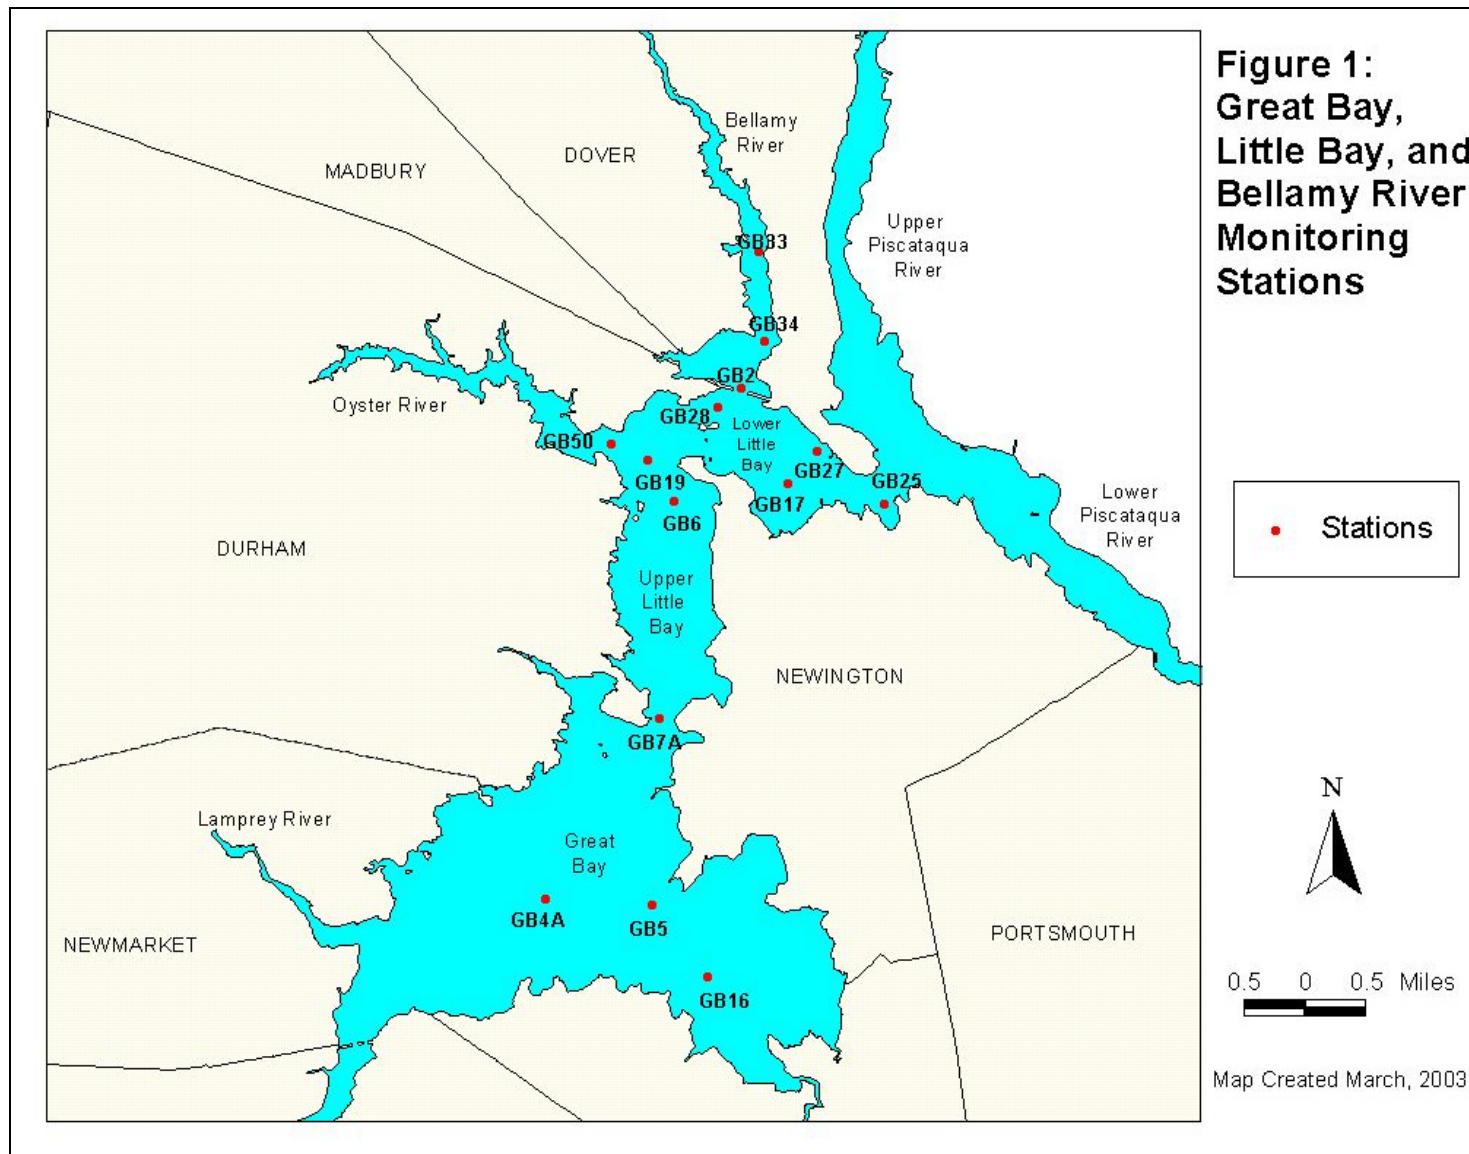 Figure 1:
Great Bay,
Little Bay, and
Bellamy River
Monitoring
Stations
Bellamy
River
DOVER
MADBURY
Upper
Piscataqua
River
GB33
GB34
GB2
Oyster River
GB28
Lower
Little
Bay
GB50
GB27
GB19
GB17
GB25
GB6
Lower
Piscataqua
River
Stations
DURHAM
Upper
Little
Bay
NEWINGTON
GB7A
N
Lamprey River
Great
Bay
GB4A
GB5
NEWMARKET
PORTSMOUTH
GB16
0.5 0 0.5 Miles
Map Created March, 2003